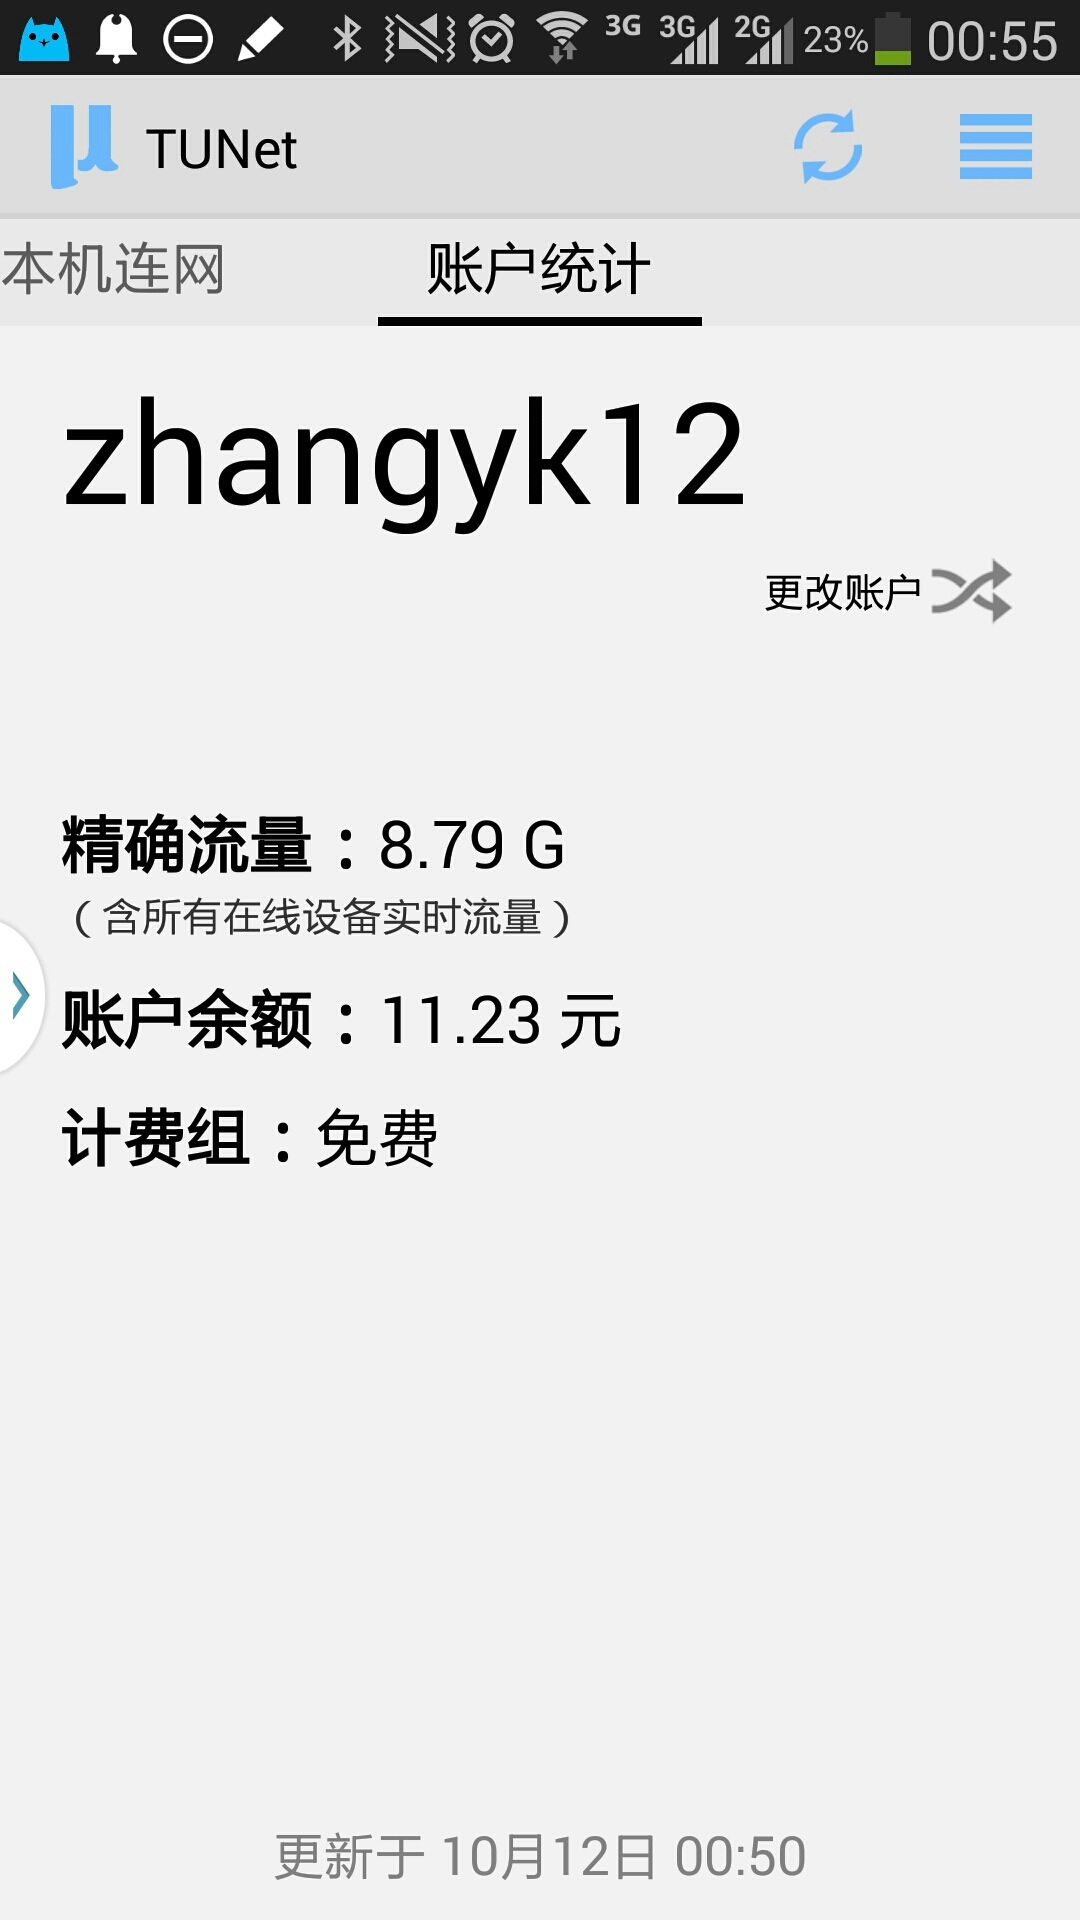 3G 3G 2G 23% 00:55
TUNet
本机连网 账户统计
zhangyk12
更改账户
精确流量：8.79 G
（含所有在线设备实时流量）
账户余额：11.23 元
计费组：免费
更新于 10月12日 00:50